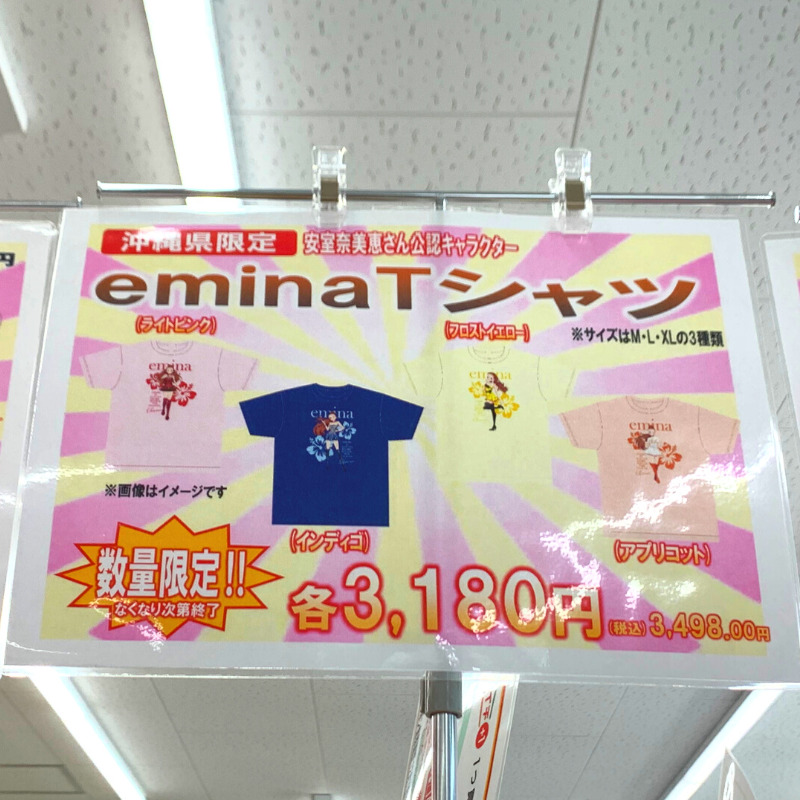 沖縄県限定 安室奈美恵さん公認キャラクター
eminaTシャツ
(ライトピンク)
(フロストイエロー)
※サイズはM・L・XLの3種類
emina
emina
emina
emina
※画像はイメージです
(インディゴ)
(アプリコット)
数量限定!!
なくなり次第終了
各3,180円
(税込)3,498.00円
円